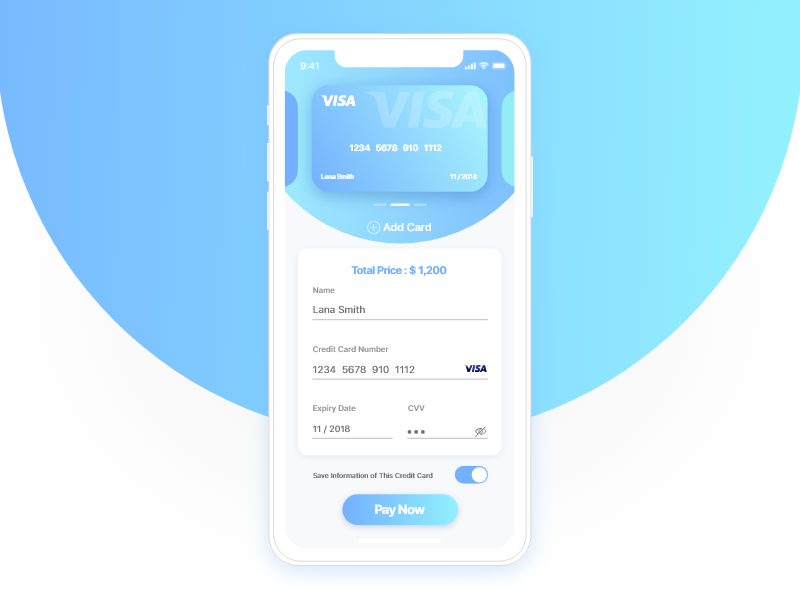 9:41
VISA
VISA
1234 5678 910 1112
Lana Smith 11 / 2018
Add Card
Total Price : $ 1,200
Name
Lana Smith
Credit Card Number
1234 5678 910 1112 VISA
Expiry Date CVV
11 / 2018
Save Information of This Credit Card
Pay Now